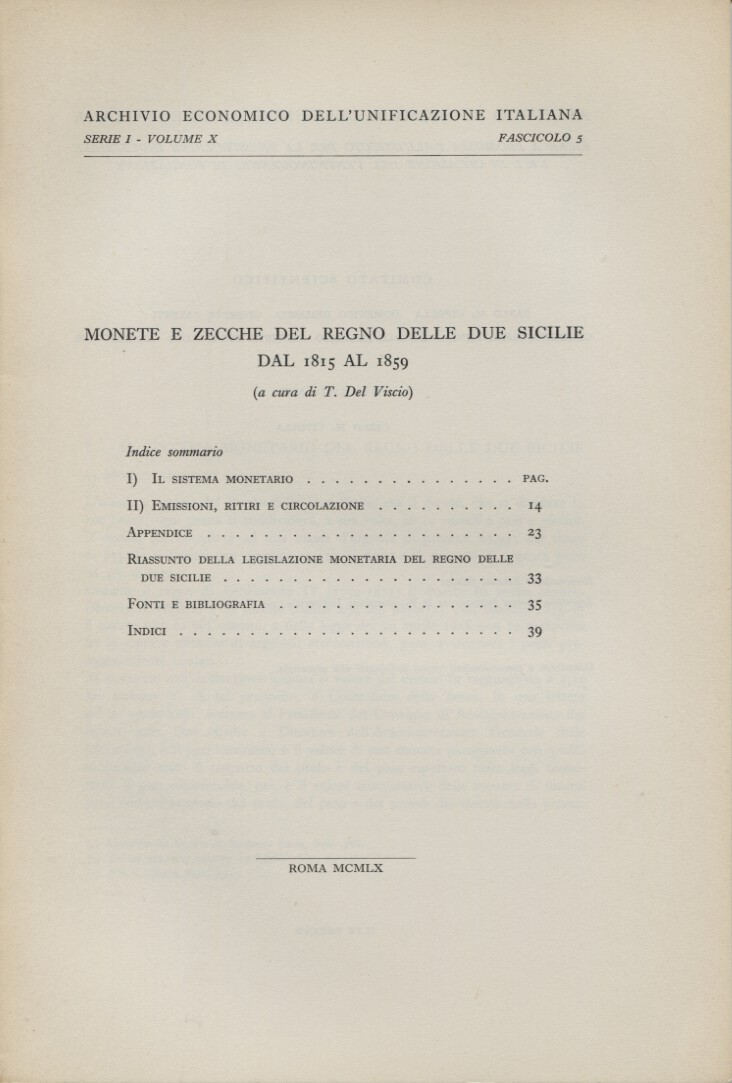 ARCHIVIO ECONOMICO DELL'UNIFICAZIONE ITALIANA
SERIE I - VOLUME X FASCICOLO 5
MONETE E ZECCHE DEL REGNO DELLE DUE SICILIE
DAL 1815 AL 1859
(a cura di T. Del Viscio)
Indice sommario
I) IL SISTEMA MONETARIO . . . . . . . . . . . . . . . PAG.
II) EMISSIONI, RITIRI E CIRCOLAZIONE . . . . . . . . . . 14
APPENDICE . . . . . . . . . . . . . . . . . . . . . . 23
RIASSUNTO DELLA LEGISLAZIONE MONETARIA DEL REGNO DELLE
DUE SICILIE . . . . . . . . . . . . . . . . . . . . . 33
FONTI E BIBLIOGRAFIA . . . . . . . . . . . . . . . . . 35
INDICI . . . . . . . . . . . . . . . . . . . . . . . . 39
ROMA MCMLX